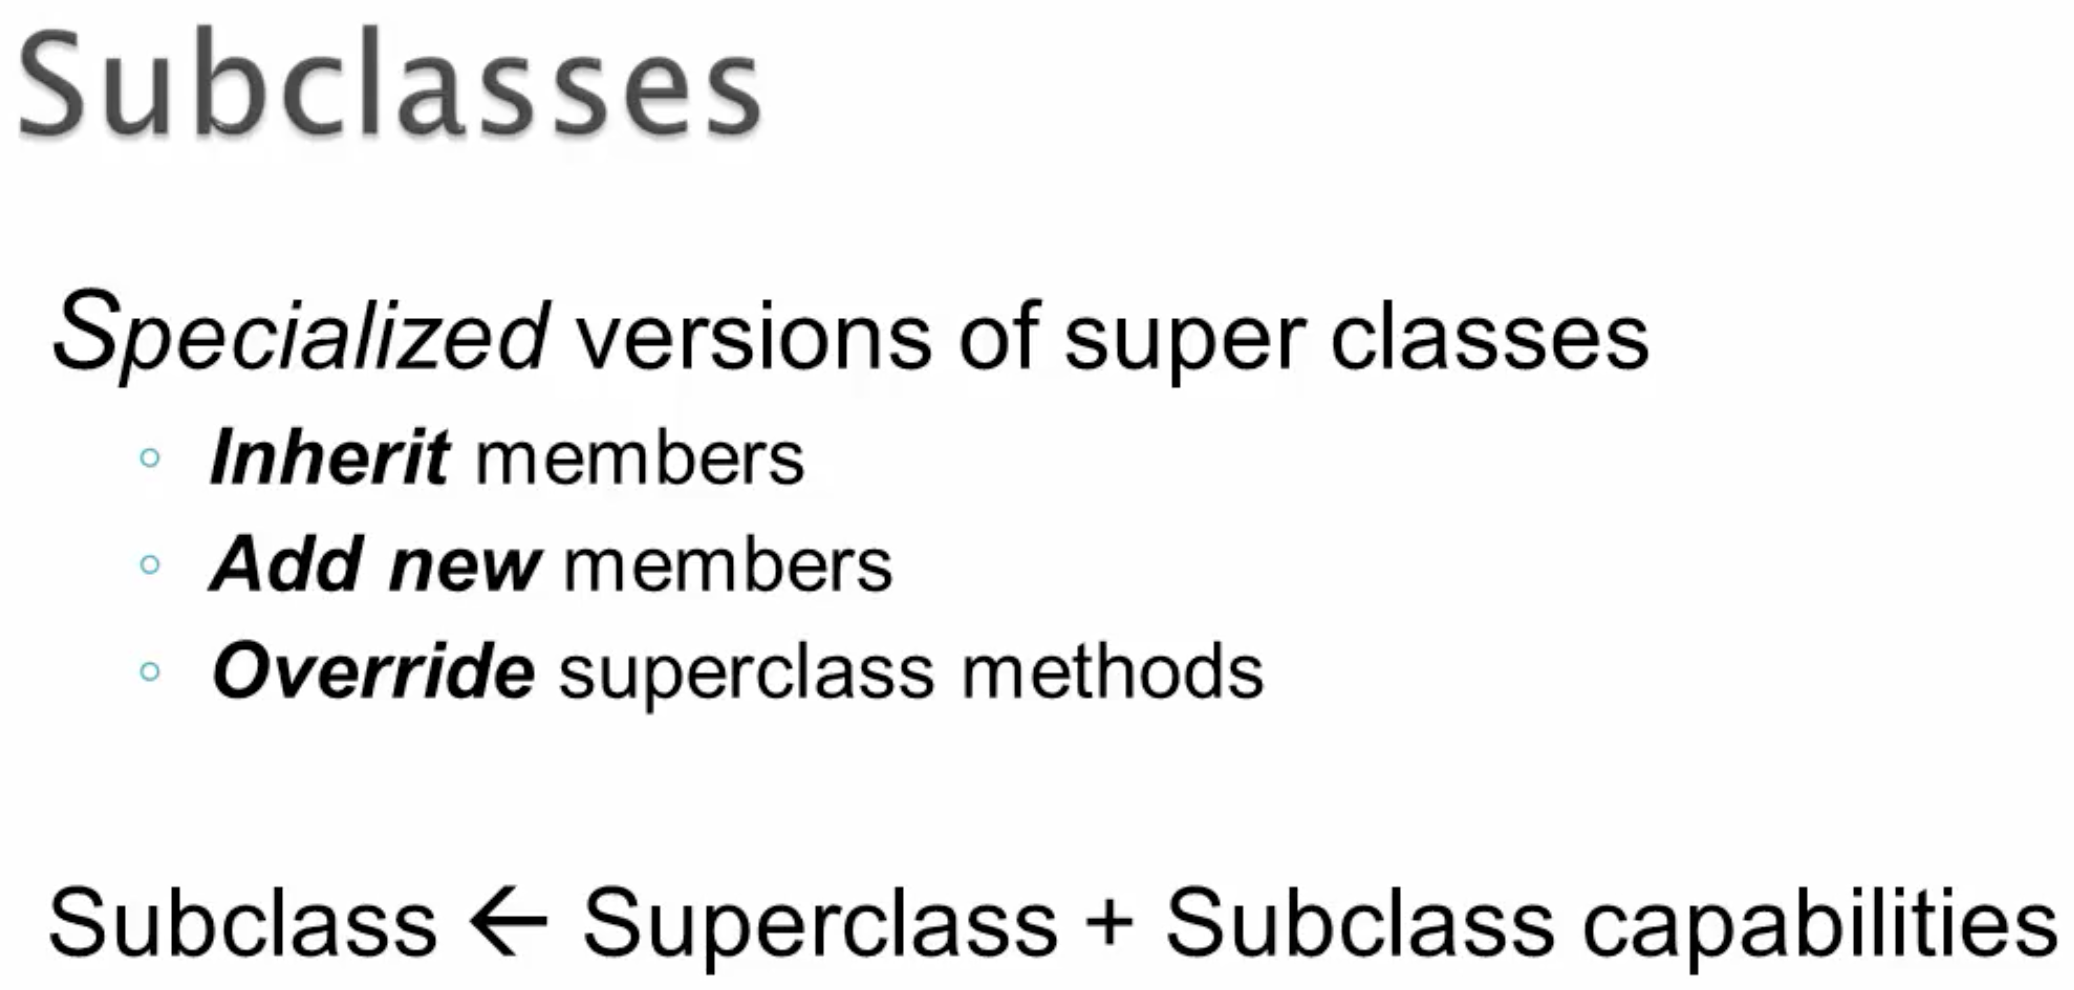 Subclasses
Specialized versions of super classes
◦ Inherit members
◦ Add new members
◦ Override superclass methods
Subclass ← Superclass + Subclass capabilities